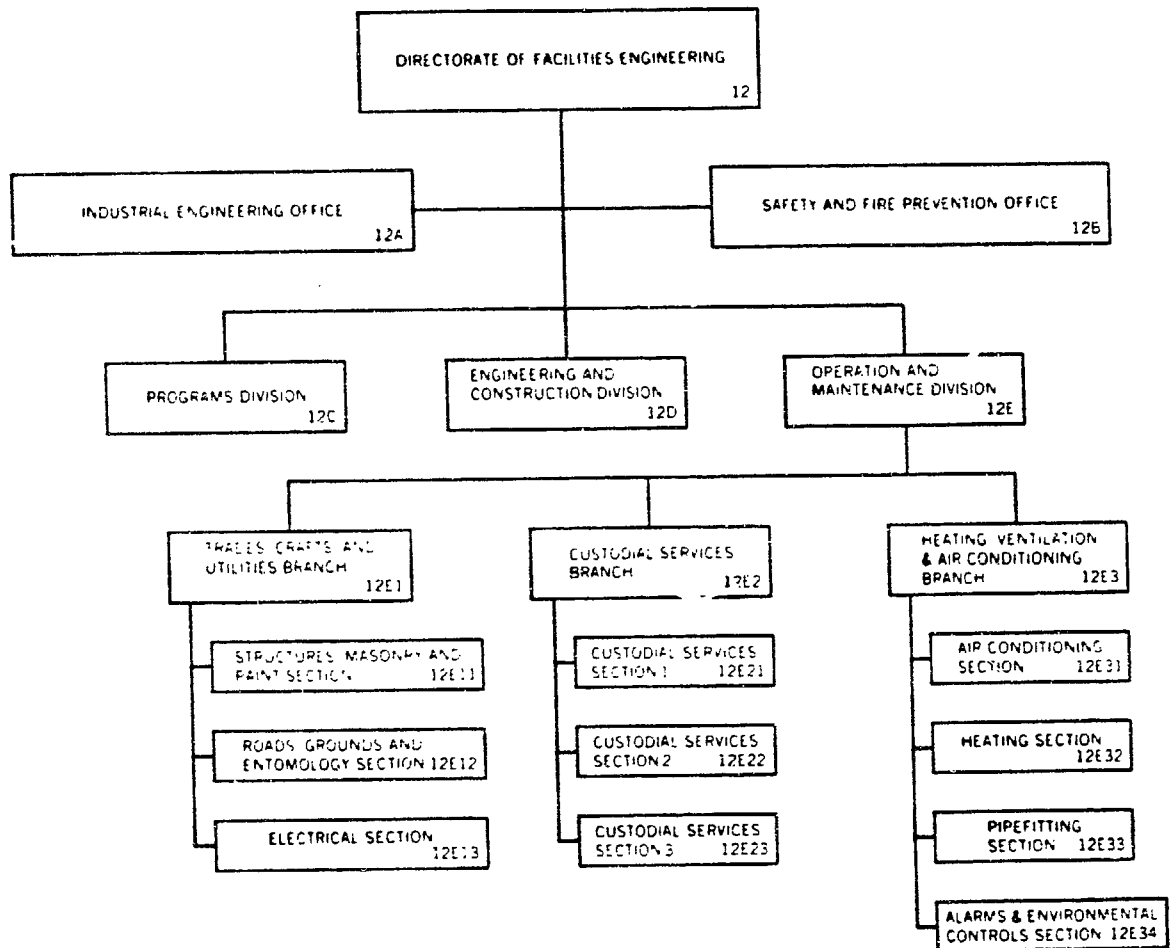 DIRECTORATE OF FACILITIES ENGINEERING
12
INDUSTRIAL ENGINEERING OFFICE
12A
SAFETY AND FIRE PREVENTION OFFICE
12B
PROGRAMS DIVISION
12C
ENGINEERING AND
CONSTRUCTION DIVISION
12D
OPERATION AND
MAINTENANCE DIVISION
12E
TRADES CRAFTS AND
UTILITIES BRANCH
12E1
STRUCTURES MASONRY AND
PAINT SECTION 12E11
ROADS GROUNDS AND
ENTOMOLOGY SECTION 12E12
ELECTRICAL SECTION
12E13
CUSTODIAL SERVICES
BRANCH
12E2
CUSTODIAL SERVICES
SECTION 1 12E21
CUSTODIAL SERVICES
SECTION 2 12E22
CUSTODIAL SERVICES
SECTION 3 12E23
HEATING VENTILATION
& AIR CONDITIONING
BRANCH 12E3
AIR CONDITIONING
SECTION 12E31
HEATING SECTION
12E32
PIPEFITTING
SECTION 12E33
ALARMS & ENVIRONMENTAL
CONTROLS SECTION 12E34